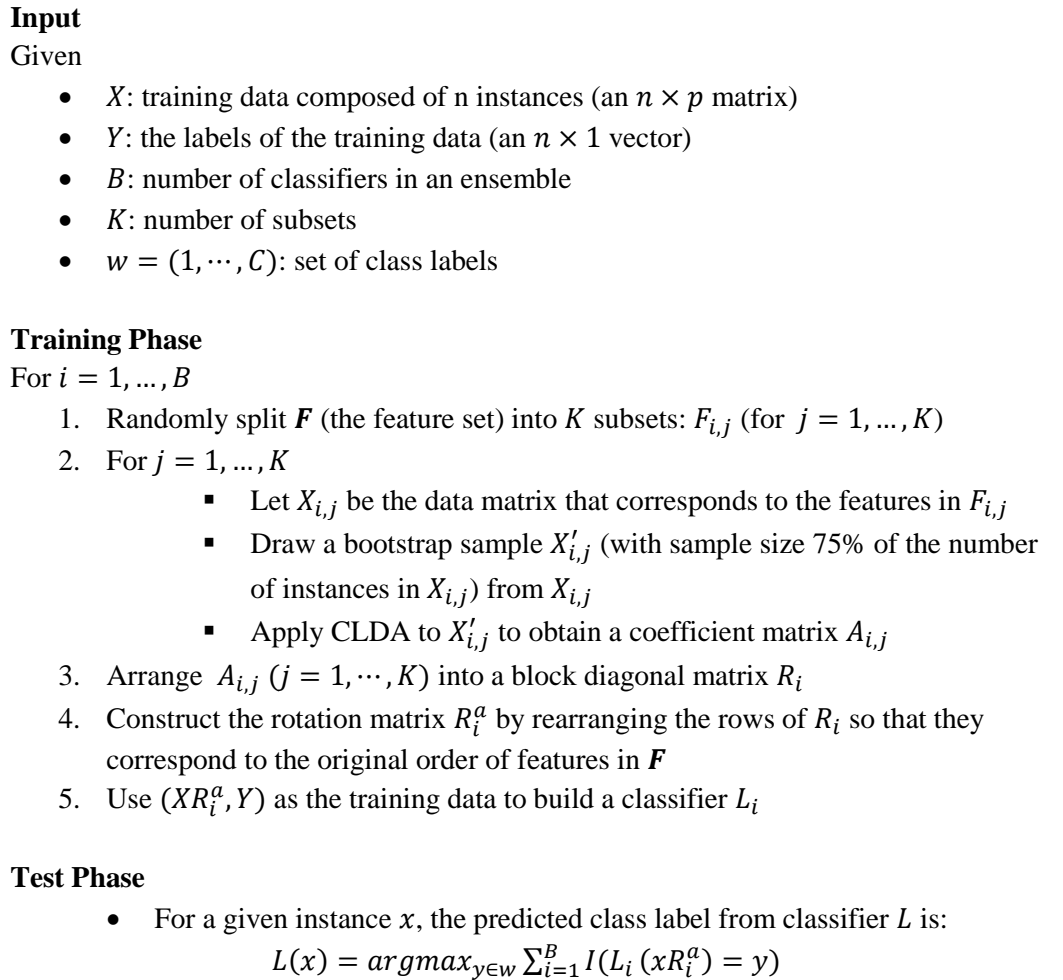 Input
Given
• X: training data composed of n instances (an n × p matrix)
• Y: the labels of the training data (an n × 1 vector)
• B: number of classifiers in an ensemble
• K: number of subsets
• w = (1, ⋯, C): set of class labels
Training Phase
For i = 1, … , B
1. Randomly split F (the feature set) into K subsets: F_{i,j} (for j = 1, … , K)
2. For j = 1, … , K
▪ Let X_{i,j} be the data matrix that corresponds to the features in F_{i,j}
▪ Draw a bootstrap sample X'_{i,j} (with sample size 75% of the number
of instances in X_{i,j}) from X_{i,j}
▪ Apply CLDA to X'_{i,j} to obtain a coefficient matrix A_{i,j}
3. Arrange A_{i,j} (j = 1, ⋯, K) into a block diagonal matrix R_i
4. Construct the rotation matrix R_i^a by rearranging the rows of R_i so that they
correspond to the original order of features in F
5. Use (XR_i^a, Y) as the training data to build a classifier L_i
Test Phase
• For a given instance x, the predicted class label from classifier L is:
L(x) = argmax_{y∈w} ∑_{i=1}^{B} I(L_i (xR_i^a) = y)